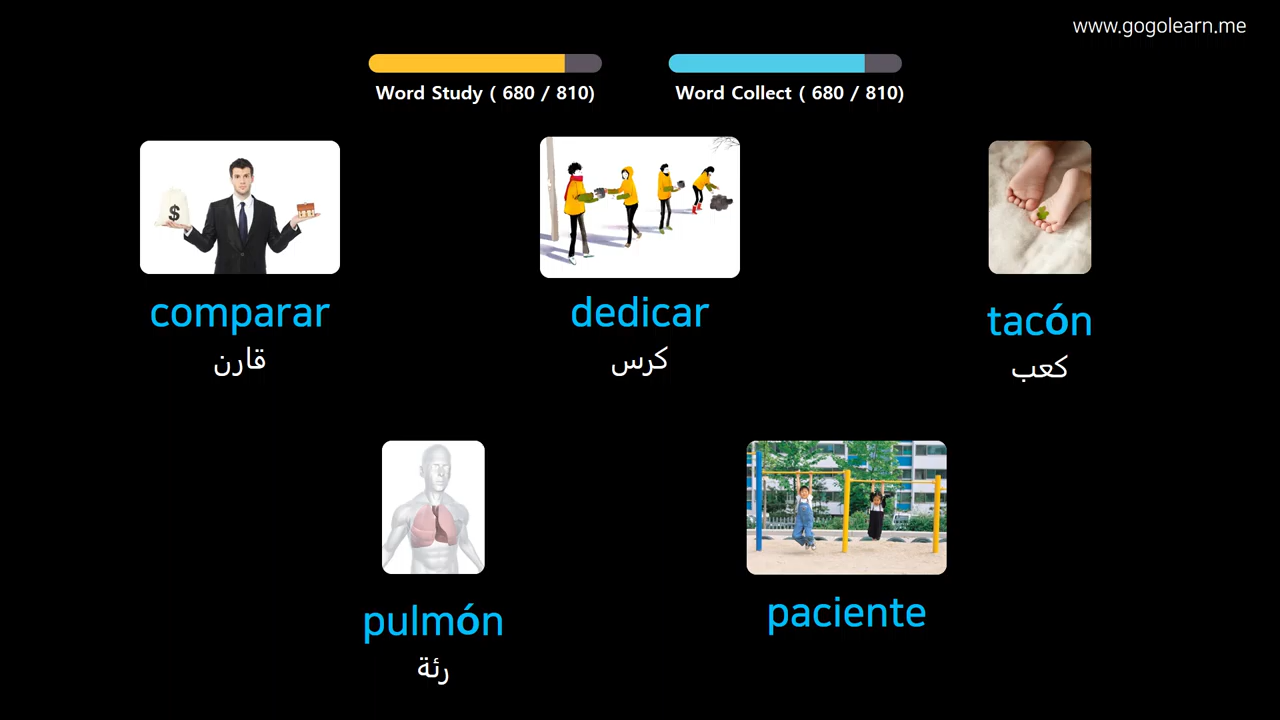 www.gogolearn.me
Word Study ( 680 / 810)
Word Collect ( 680 / 810)
$
comparar
قارن
dedicar
كرس
tacón
كعب
pulmón
رئة
paciente